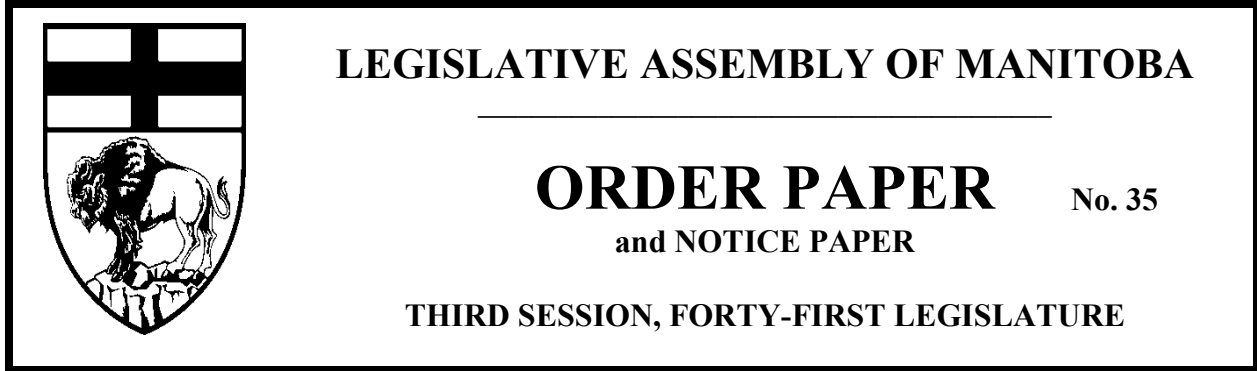 LEGISLATIVE ASSEMBLY OF MANITOBA
ORDER PAPER No. 35
and NOTICE PAPER
THIRD SESSION, FORTY-FIRST LEGISLATURE